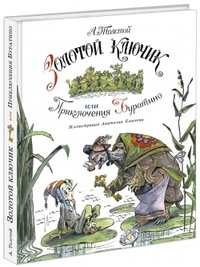 А.Толстой
Золотой ключик
или
Приключения Буратино
Иллюстрации Анатолия Елисеева
А. Толстой ЗОЛОТОЙ КЛЮЧИК или ПРИКЛЮЧЕНИЯ БУРАТИНО